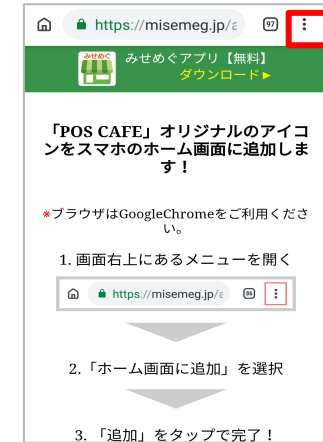 https://misemeg.jp/a
97
みせめぐ
みせめぐアプリ【無料】
ダウンロード▶
「POS CAFE」オリジナルのアイコ
ンをスマホのホーム画面に追加しま
す！
※ブラウザはGoogleChromeをご利用くださ
い。
1. 画面右上にあるメニューを開く
https://misemeg.jp/a
86
2.「ホーム画面に追加」を選択
3. 「追加」をタップで完了！